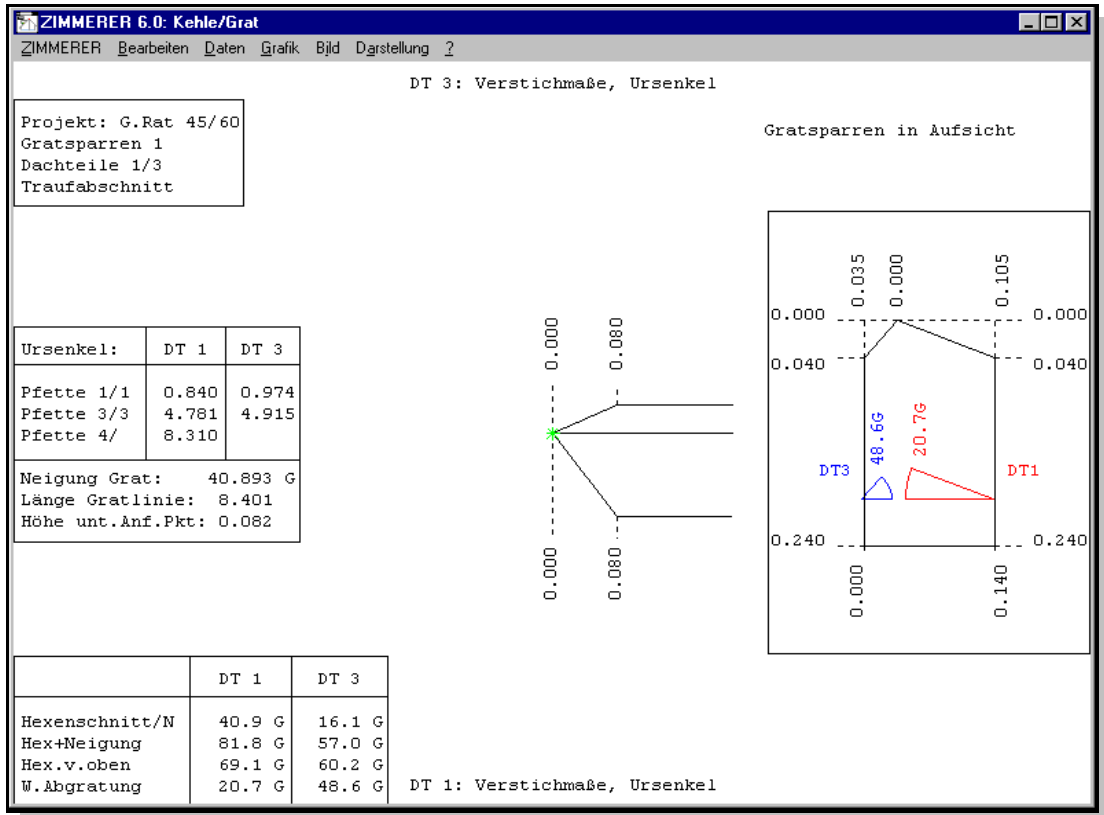 ZIMMERER 6.0: Kehle/Grat
ZIMMERER Bearbeiten Daten Grafik Bild Darstellung ?
DT 3: Verstichmaße, Ursenkel
Projekt: G.Rat 45/60
Gratsparren 1
Dachteile 1/3
Traufabschnitt
Gratsparren in Aufsicht
0.035 0.000 0.105
0.000 0.000
0.040 0.040
48.6G 20.7G
DT3 DT1
0.240 0.240
0.000 0.140
0.000 0.080
0.000 0.080
Ursenkel: DT 1 DT 3
Pfette 1/1 0.840 0.974
Pfette 3/3 4.781 4.915
Pfette 4/ 8.310
Neigung Grat: 40.893 G
Länge Gratlinie: 8.401
Höhe unt.Anf.Pkt: 0.082
DT 1 DT 3
Hexenschnitt/N 40.9 G 16.1 G
Hex+Neigung 81.8 G 57.0 G
Hex.v.oben 69.1 G 60.2 G
W.Abgratung 20.7 G 48.6 G
DT 1: Verstichmaße, Ursenkel